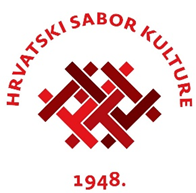 HRVATSKI SABOR KULTURE
1948.